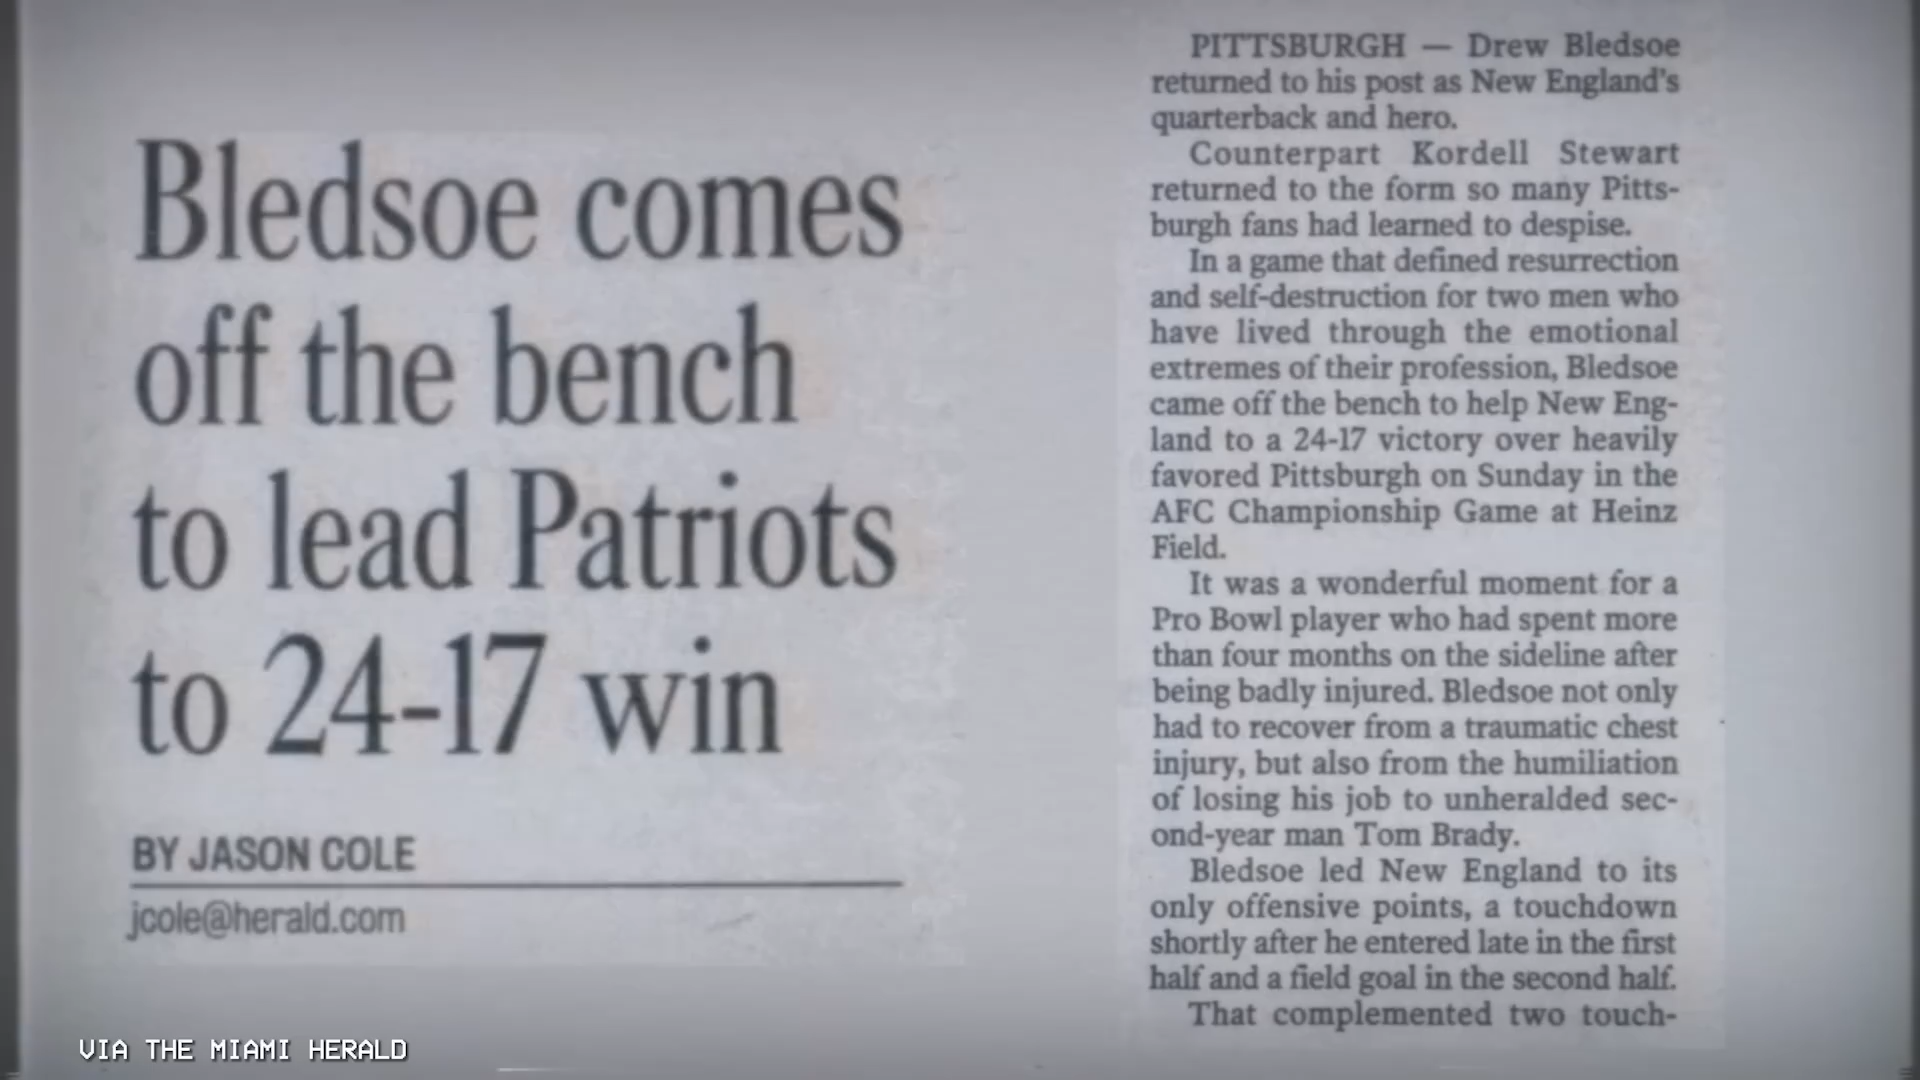 Bledsoe comes
off the bench
to lead Patriots
to 24-17 win
BY JASON COLE
jcole@herald.com
PITTSBURGH — Drew Bledsoe
returned to his post as New England's
quarterback and hero.
Counterpart Kordell Stewart
returned to the form so many Pitts-
burgh fans had learned to despise.
In a game that defined resurrection
and self-destruction for two men who
have lived through the emotional
extremes of their profession, Bledsoe
came off the bench to help New Eng-
land to a 24-17 victory over heavily
favored Pittsburgh on Sunday in the
AFC Championship Game at Heinz
Field.
It was a wonderful moment for a
Pro Bowl player who had spent more
than four months on the sideline after
being badly injured. Bledsoe not only
had to recover from a traumatic chest
injury, but also from the humiliation
of losing his job to unheralded sec-
ond-year man Tom Brady.
Bledsoe led New England to its
only offensive points, a touchdown
shortly after he entered late in the first
half and a field goal in the second half.
That complemented two touch-
VIA THE MIAMI HERALD